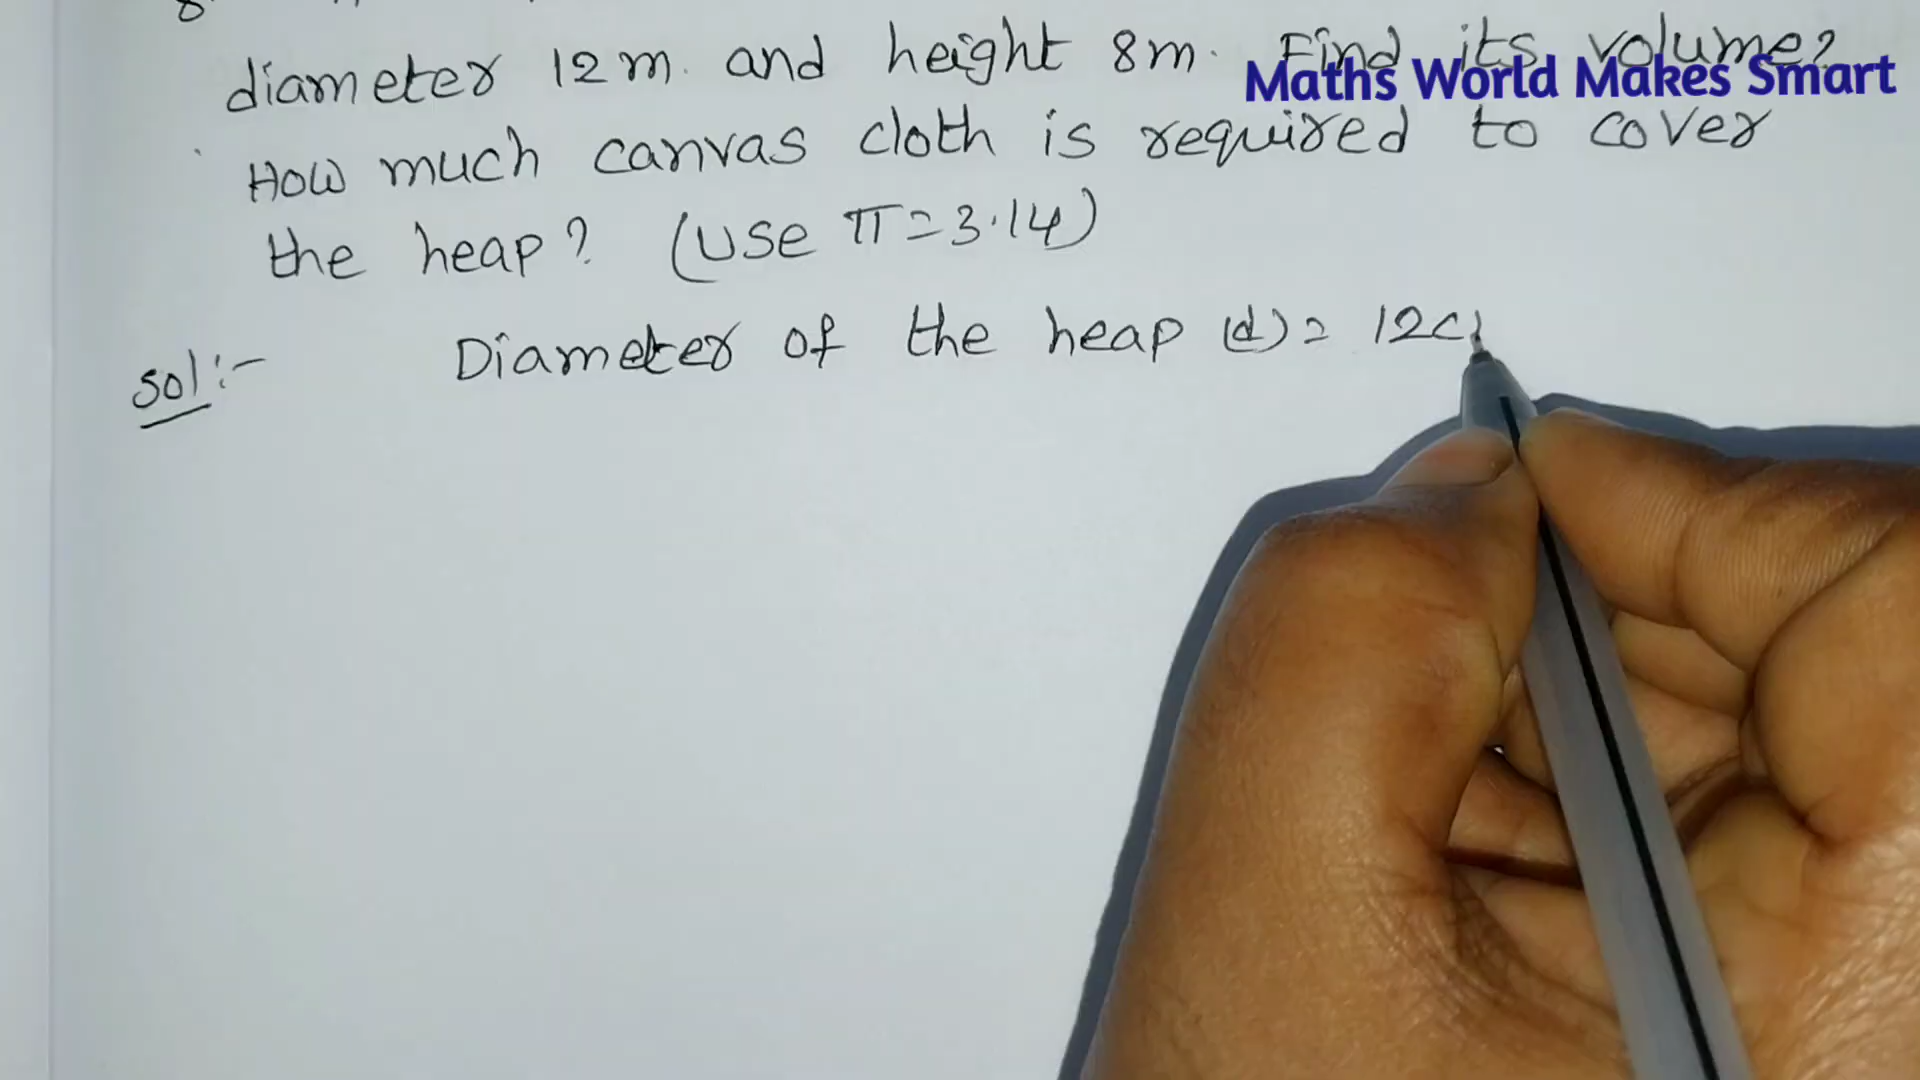 8.
diameter 12m. and height 8m. Find its volume?
Maths World Makes Smart
How much canvas cloth is required to cover
the heap? (use π=3.14)
Sol:- Diameter of the heap (d) = 12c